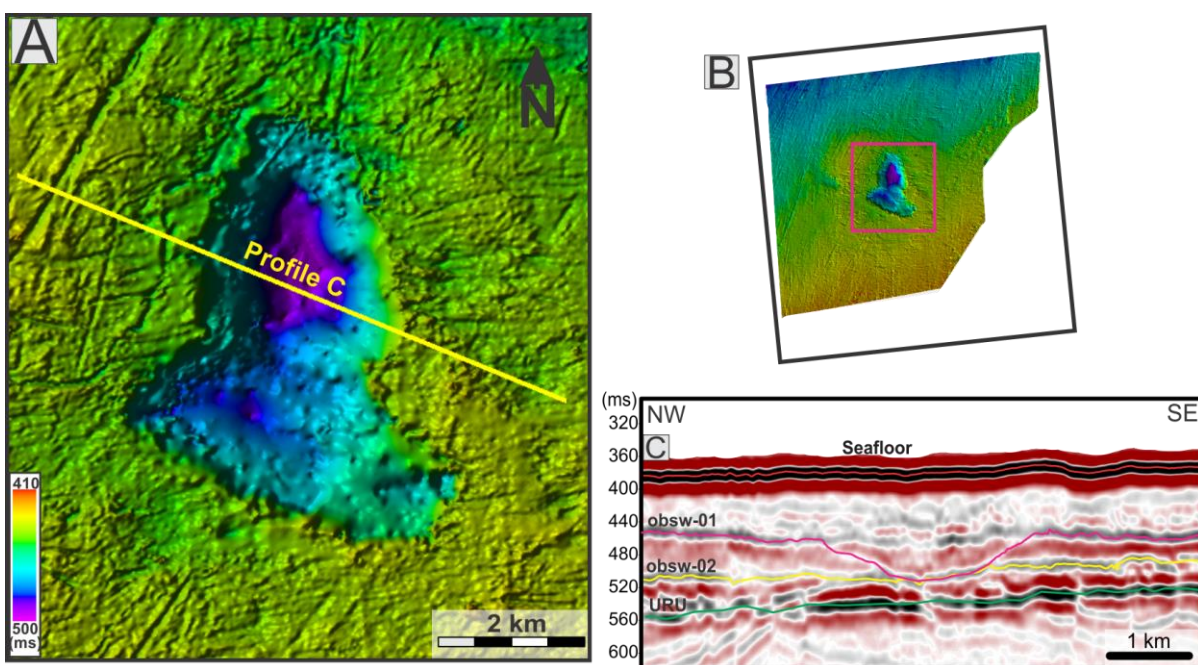 A
N
Profile C
410
500
(ms)
2 km
B
(ms)
NW
SE
320
C
Seafloor
360
400
obsw-01
440
480
obsw-02
520
URU
560
600
1 km